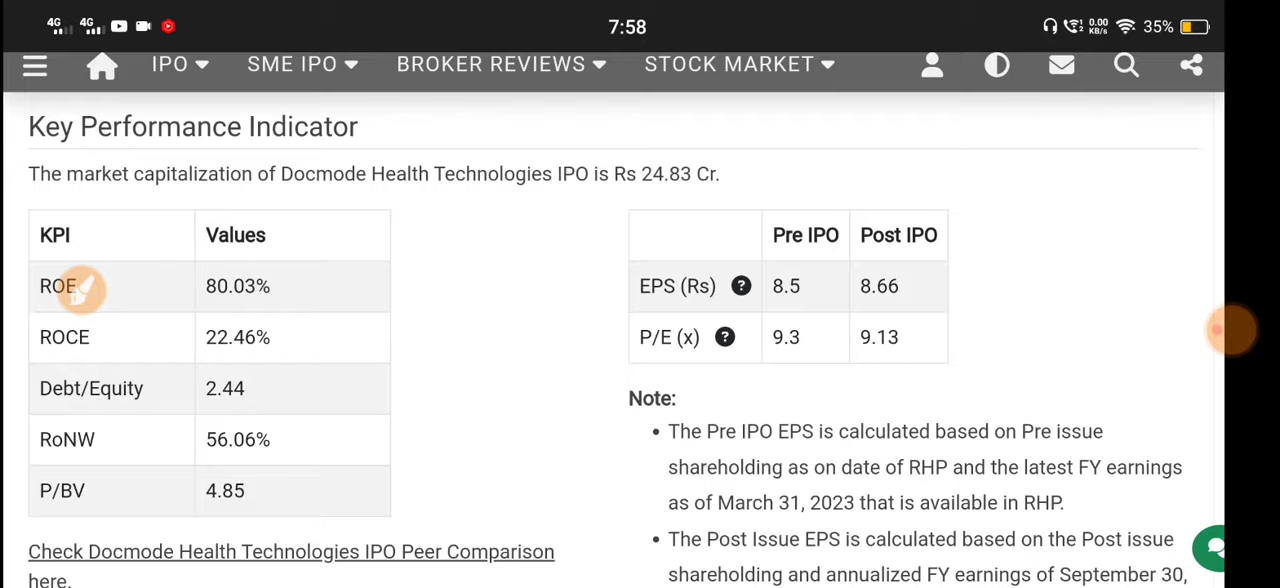 4G 4G 7:58 0.00 KB/s 35%
IPO SME IPO BROKER REVIEWS STOCK MARKET
Key Performance Indicator
The market capitalization of Docmode Health Technologies IPO is Rs 24.83 Cr.
KPI Values
ROE 80.03%
ROCE 22.46%
Debt/Equity 2.44
RoNW 56.06%
P/BV 4.85
Check Docmode Health Technologies IPO Peer Comparison
here.
Pre IPO Post IPO
EPS (Rs) ? 8.5 8.66
P/E (x) ? 9.3 9.13
Note:
• The Pre IPO EPS is calculated based on Pre issue
shareholding as on date of RHP and the latest FY earnings
as of March 31, 2023 that is available in RHP.
• The Post Issue EPS is calculated based on the Post issue
shareholding and annualized FY earnings of September 30,